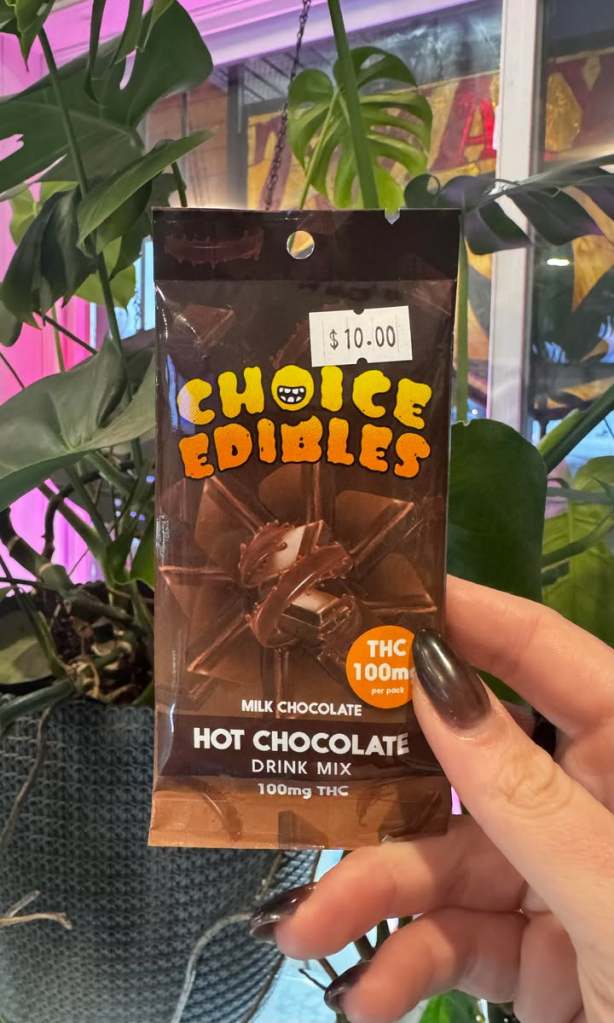 $10.00
CHOICE
EDIBLES
THC
100mg
per pack
MILK CHOCOLATE
HOT CHOCOLATE
DRINK MIX
100mg THC